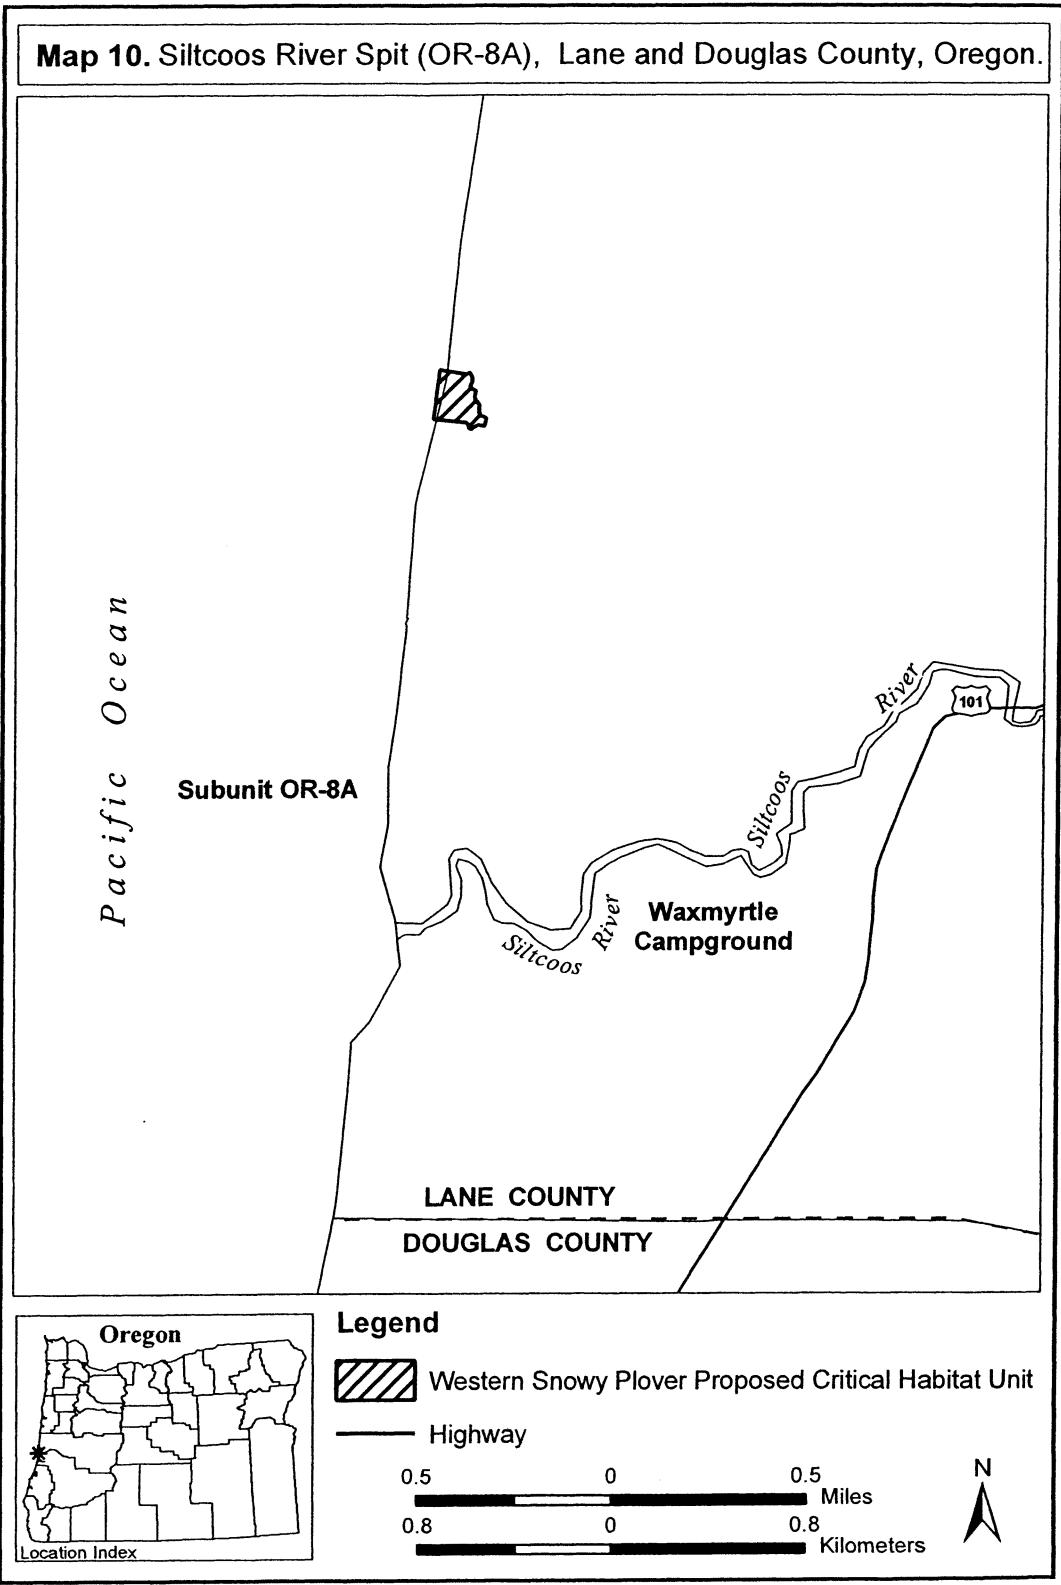 Map 10. Siltcoos River Spit (OR-8A), Lane and Douglas County, Oregon.
Pacific Ocean
Subunit OR-8A
River
101
Siltcoos
River
Siltcoos
Waxmyrtle
Campground
LANE COUNTY
DOUGLAS COUNTY
Oregon
Location Index
Legend
Western Snowy Plover Proposed Critical Habitat Unit
Highway
0.5 0 0.5
Miles
0.8 0 0.8
Kilometers
N